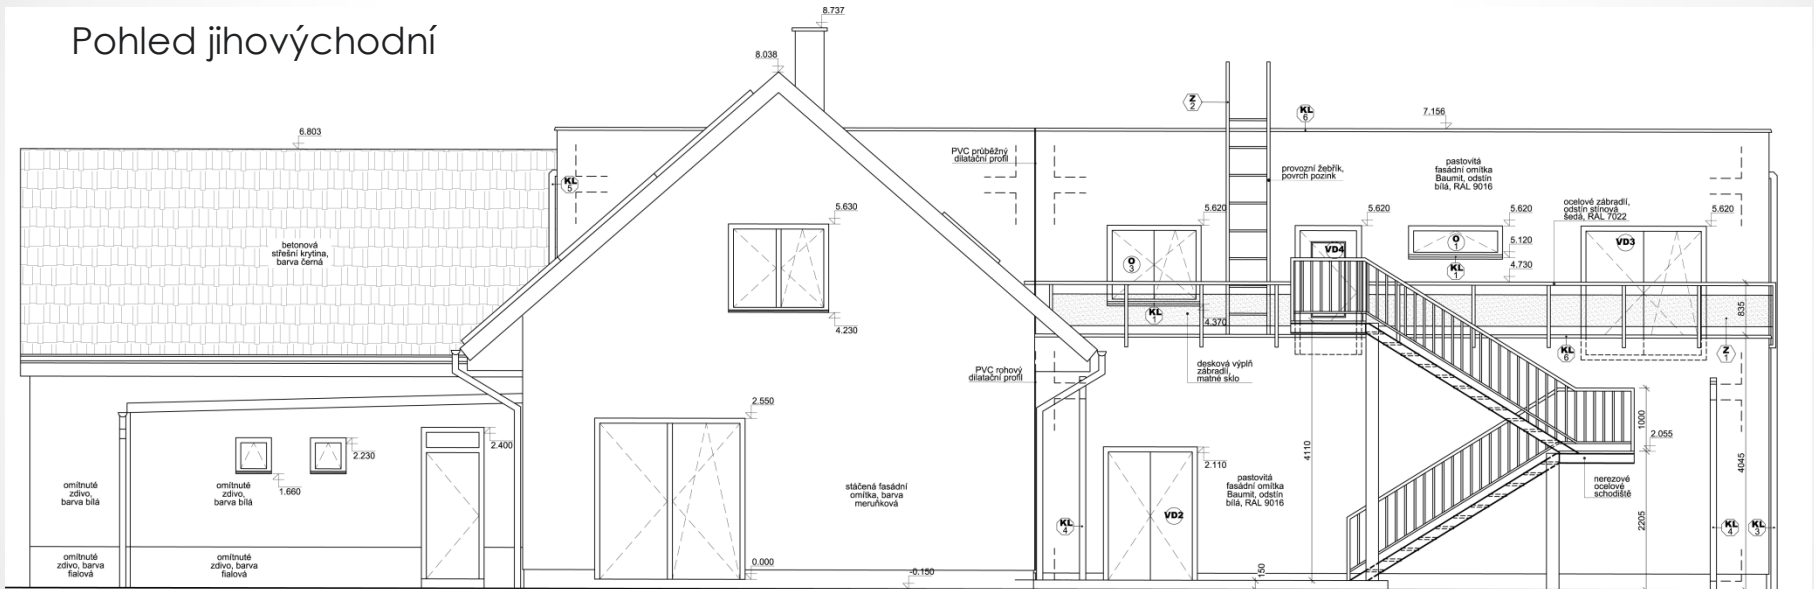 Pohled jihovýchodní
8.737
8.038
7.156
6.803
Z
2
KL
6
PVC průběžný
dilatační profil
provozní žebřík,
povrch pozink
pastovitá
fasádní omítka
Baumit, odstín
bílá, RAL 9016
KL
5
ocelové zábradlí,
odstín stínová
šedá, RAL 7022
5.630
5.620
5.620
5.620
5.620
betonová
střešní krytina,
barva černá
O
3
VD4
O
1
5.120
VD3
KL
1
4.730
4.230
KL
1
4.370
835
KL
6
Z
1
desková výplň
zábradlí,
matné sklo
PVC rohový
dilatační profil
2.550
1000
2.400
2.055
2.230
2.110
4110
4045
1.660
omítnuté
zdivo,
barva bílá
omítnuté
zdivo,
barva bílá
stáčená fasádní
omítka, barva
meruňková
pastovitá
fasádní omítka
Baumit, odstín
bílá, RAL 9016
nerezové
ocelové
schodiště
KL
4
VD2
2205
KL
4
KL
3
omítnuté
zdivo, barva
fialová
omítnuté
zdivo, barva
fialová
0.000
-0.150
150